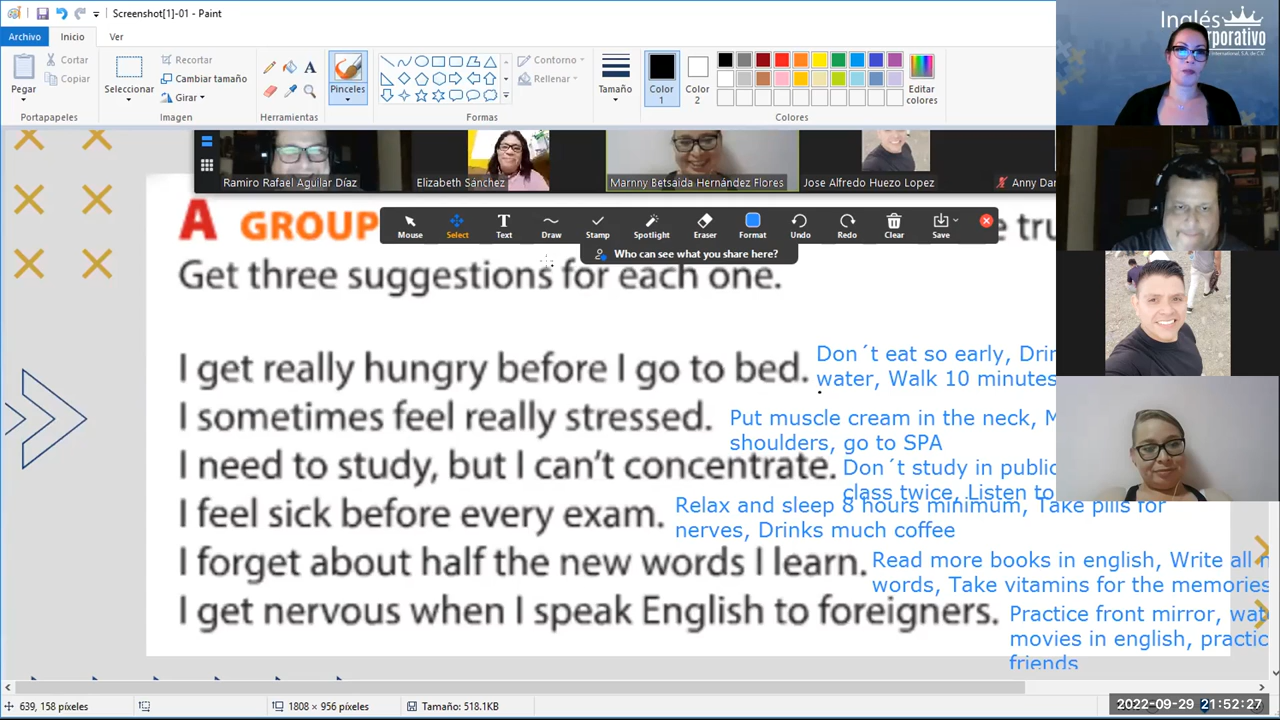 Screenshot[1]-01 - Paint
Archivo Inicio Ver
Pegar
Cortar
Copiar
Portapapeles
Seleccionar
Recortar
Cambiar tamaño
Girar
Imagen
A
Herramientas
Pinceles
Contorno
Rellenar
Formas
Tamaño
Color 1
Color 2
Editar colores
Colores
Inglés
International, S.A. de C.V.
Ramiro Rafael Aguilar Díaz
Elizabeth Sánchez
Marnny Betsaida Hernández Flores
Jose Alfredo Huezo Lopez
Anny
Mouse Select Text Draw Stamp Spotlight Eraser Format Undo Redo Clear Save
Who can see what you share here?
A GROUP
Get three suggestions for each one.
I get really hungry before I go to bed.
Don´t eat so early,
water, Walk 10 minutes
I sometimes feel really stressed.
Put muscle cream in the neck,
shoulders, go to SPA
I need to study, but I can't concentrate.
Don´t study in public
class twice, Listen to
I feel sick before every exam.
Relax and sleep 8 hours minimum, Take pills for
nerves, Drinks much coffee
I forget about half the new words I learn.
Read more books in english, Write all
words, Take vitamins for the memories
I get nervous when I speak English to foreigners.
Practice front mirror,
movies in english,
friends
639, 158 píxeles
1808 × 956 píxeles
Tamaño: 518.1KB
2022-09-29 21:52:27